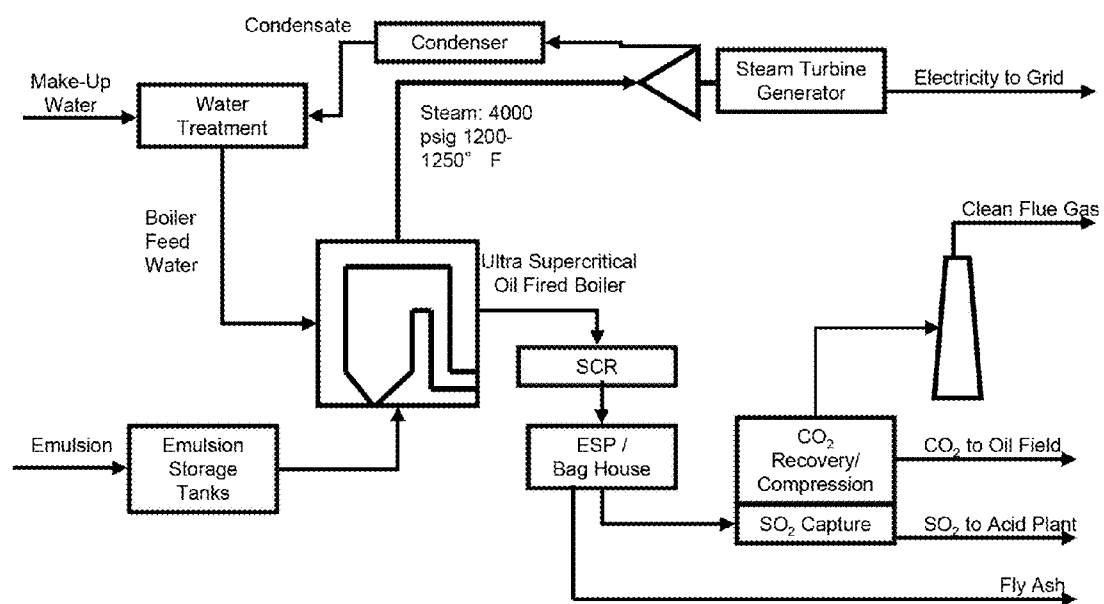 Condensate
Condenser
Make-Up
Water
Water
Treatment
Steam Turbine
Generator
Electricity to Grid
Steam: 4000
psig 1200-
1250" F
Boiler
Feed
Water
Clean Flue Gas
Ultra Supercritical
Oil Fired Boiler
SCR
Emulsion
Emulsion
Storage
Tanks
ESP /
Bag House
CO₂
Recovery/
Compression
CO₂ to Oil Field
SO₂ Capture
SO₂ to Acid Plant
Fly Ash